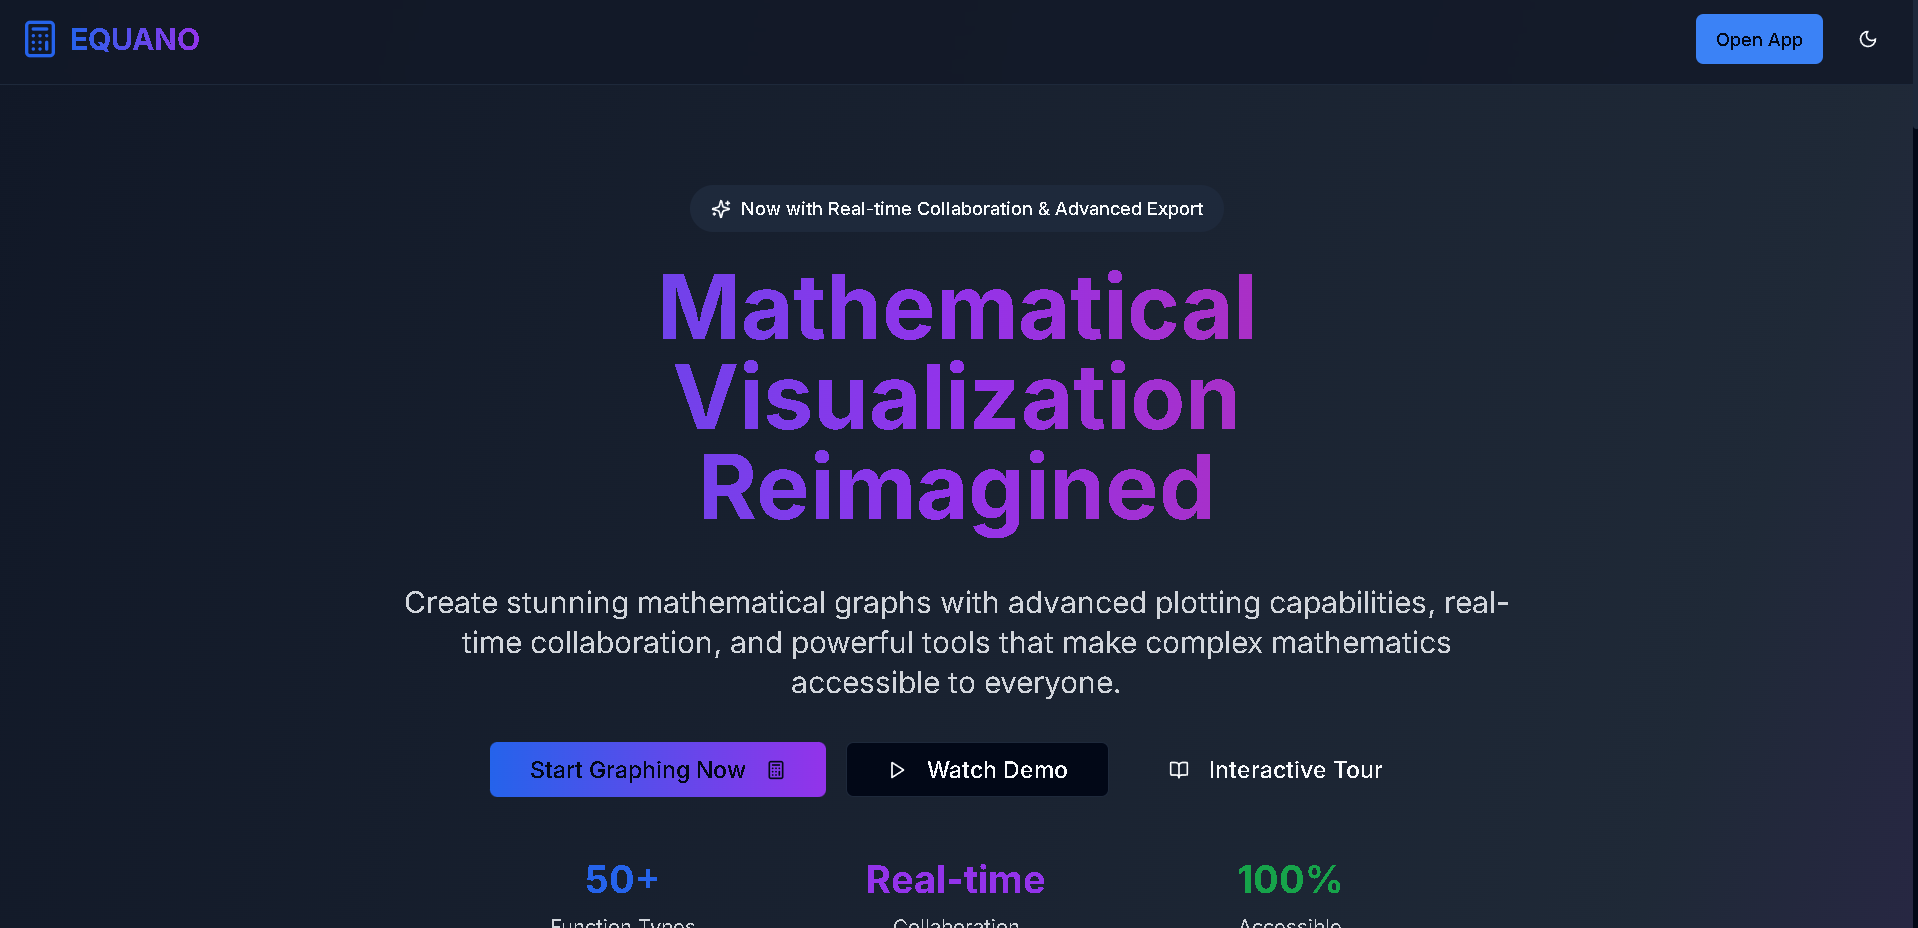 EQUANO
Open App
Now with Real-time Collaboration & Advanced Export
Mathematical
Visualization
Reimagined
Create stunning mathematical graphs with advanced plotting capabilities, real-
time collaboration, and powerful tools that make complex mathematics
accessible to everyone.
Start Graphing Now
Watch Demo
Interactive Tour
50+
Real-time
100%
Function Types
Collaboration
Accessible